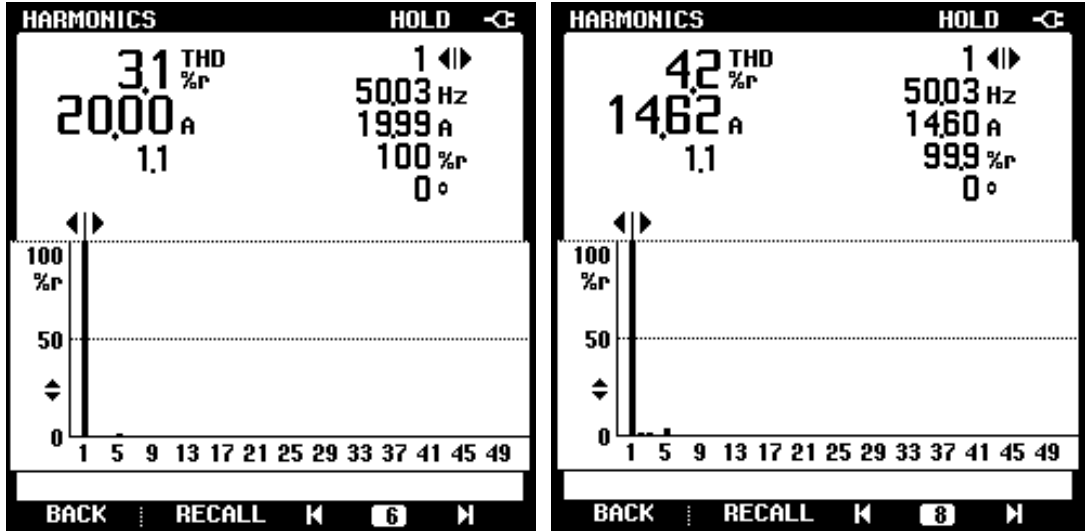 HARMONICS HOLD
3.1 THD %r 1
50.03 Hz
20.00 A 19.99 A
1.1 100 %r
0 °
100
%r
50
0
1 5 9 13 17 21 25 29 33 37 41 45 49
BACK RECALL 6
HARMONICS HOLD
4.2 THD %r 1
50.03 Hz
14.62 A 14.60 A
1.1 99.9 %r
0 °
100
%r
50
0
1 5 9 13 17 21 25 29 33 37 41 45 49
BACK RECALL 8